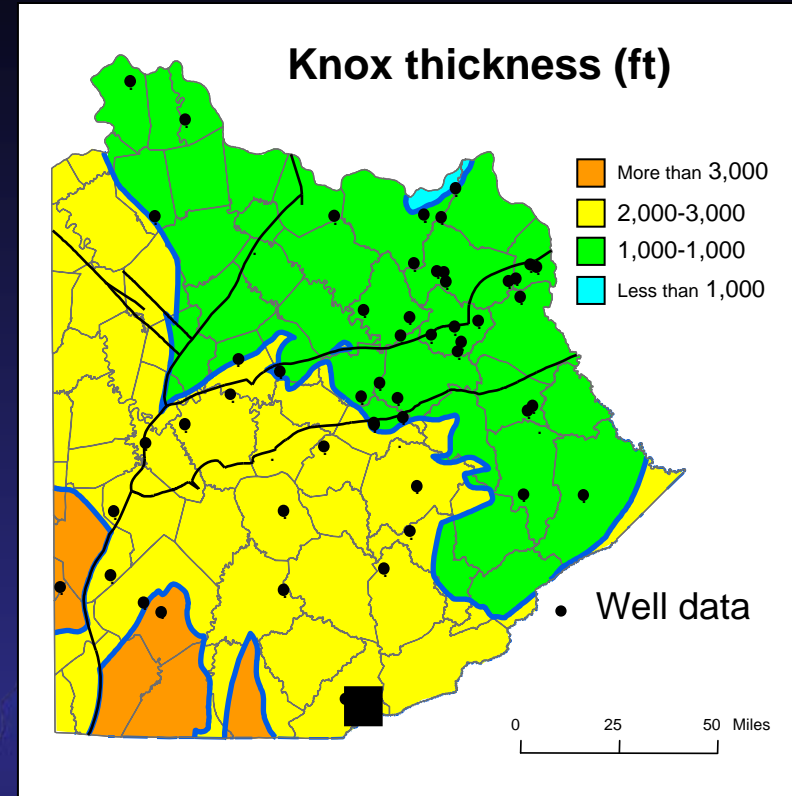 Knox thickness (ft)
More than 3,000
2,000-3,000
1,000-1,000
Less than 1,000
Well data
0 25 50 Miles